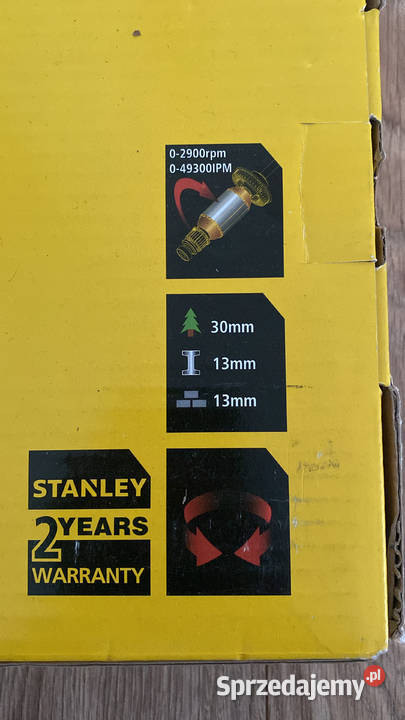 0-2900rpm
0-49300IPM
30mm
13mm
13mm
STANLEY
2 YEARS
WARRANTY
Sprzedajemy.pl